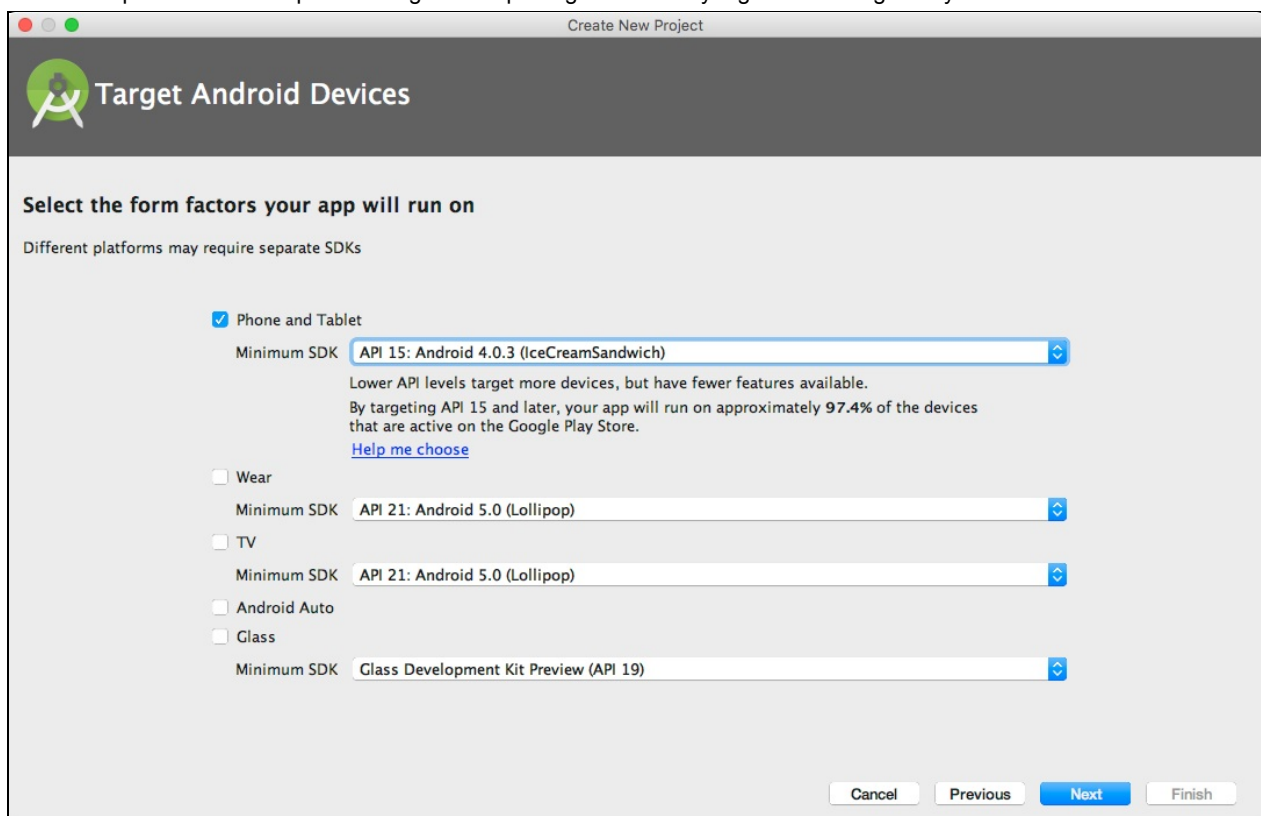 Create New Project
Target Android Devices
Select the form factors your app will run on
Different platforms may require separate SDKs
Phone and Tablet
Minimum SDK API 15: Android 4.0.3 (IceCreamSandwich)
Lower API levels target more devices, but have fewer features available.
By targeting API 15 and later, your app will run on approximately 97.4% of the devices
that are active on the Google Play Store.
Help me choose
Wear
Minimum SDK API 21: Android 5.0 (Lollipop)
TV
Minimum SDK API 21: Android 5.0 (Lollipop)
Android Auto
Glass
Minimum SDK Glass Development Kit Preview (API 19)
Cancel Previous Next Finish